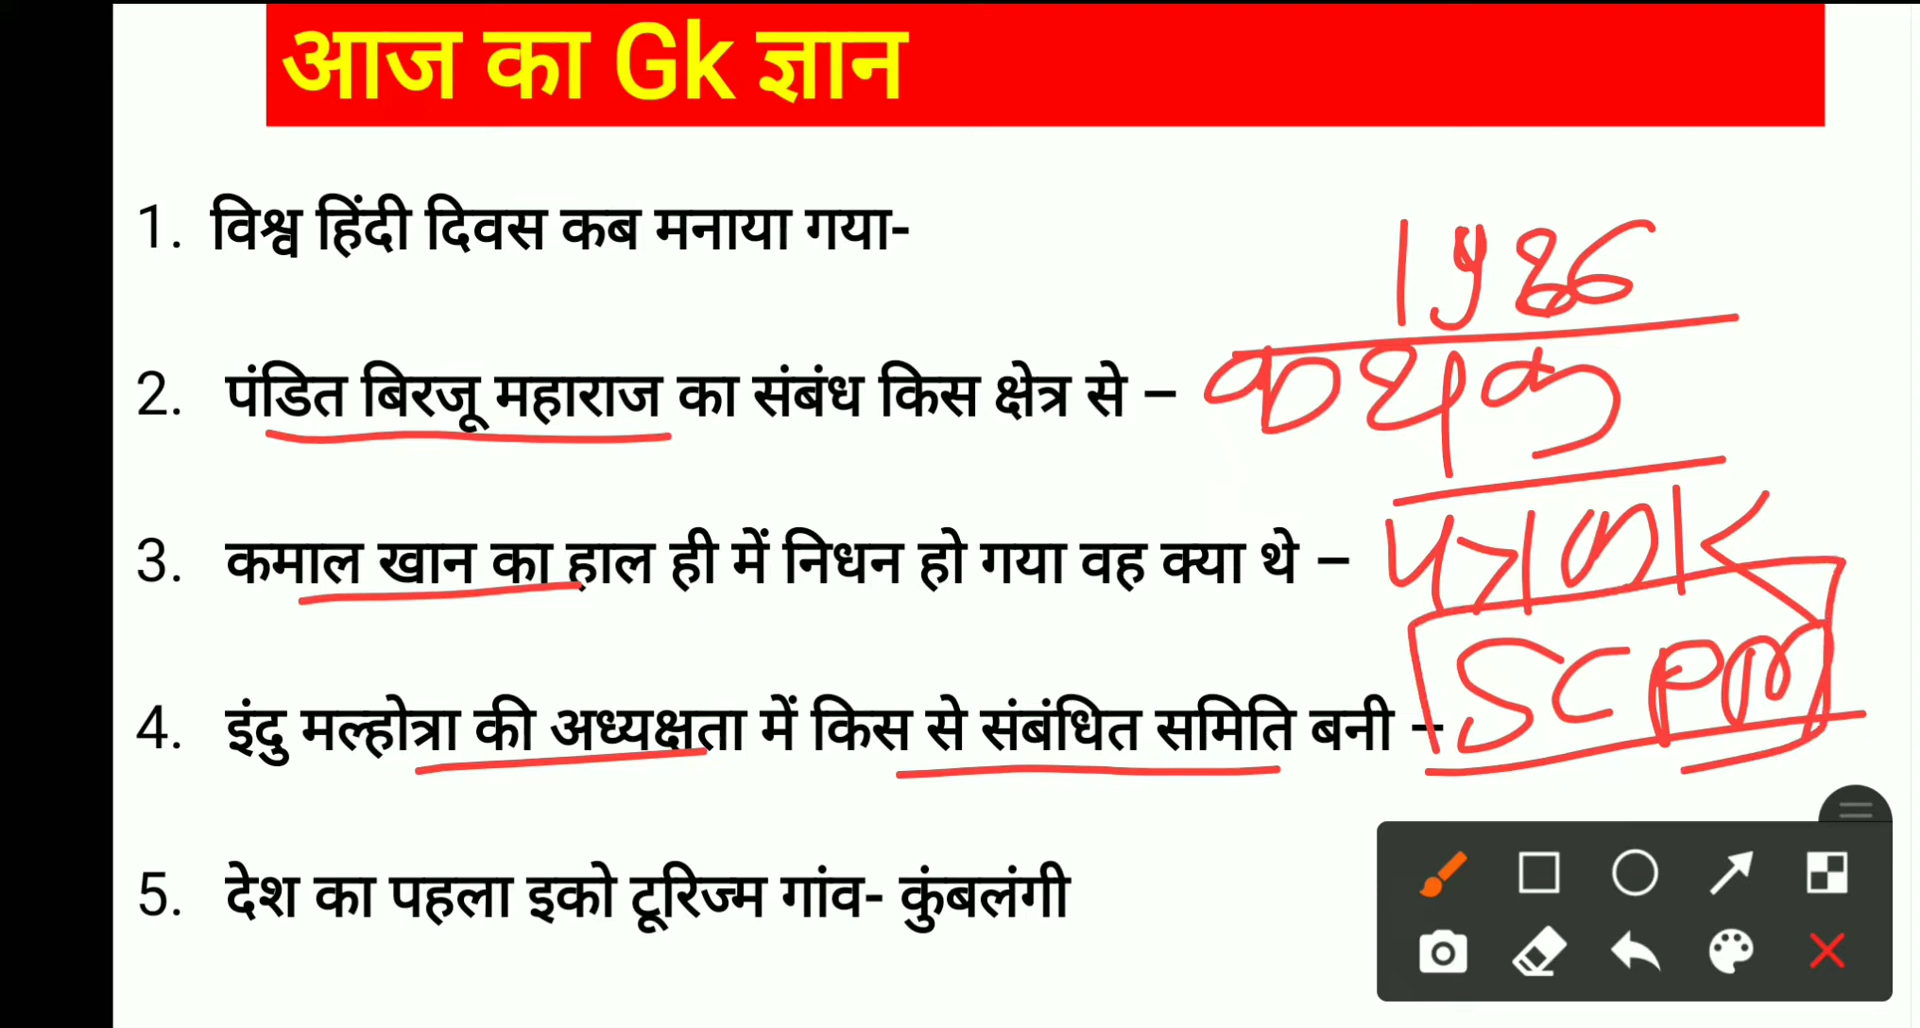 आज का Gk ज्ञान
1. विश्व हिंदी दिवस कब मनाया गया-
1986
2. पंडित बिरजू महाराज का संबंध किस क्षेत्र से – कथक
3. कमाल खान का हाल ही में निधन हो गया वह क्या थे –
4. इंदु मल्होत्रा की अध्यक्षता में किस से संबंधित समिति बनी – SCPM
5. देश का पहला इको टूरिज्म गांव- कुंबलंगी